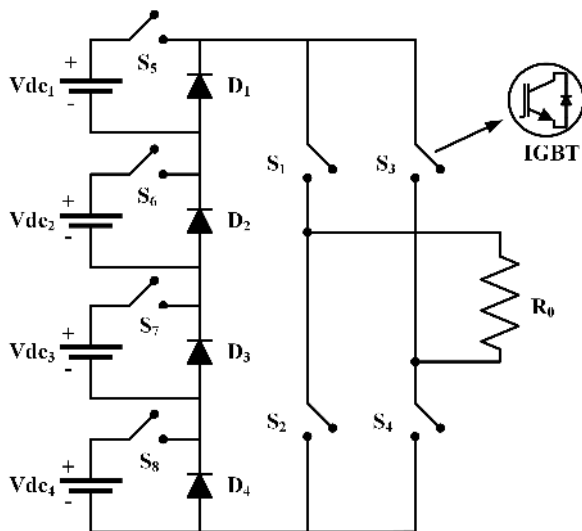 +
S5
Vdc1
-
D1
IGBT
S1
S3
+
S6
Vdc2
-
D2
+
S7
Vdc3
-
D3
R0
S2
S4
+
S8
Vdc4
-
D4